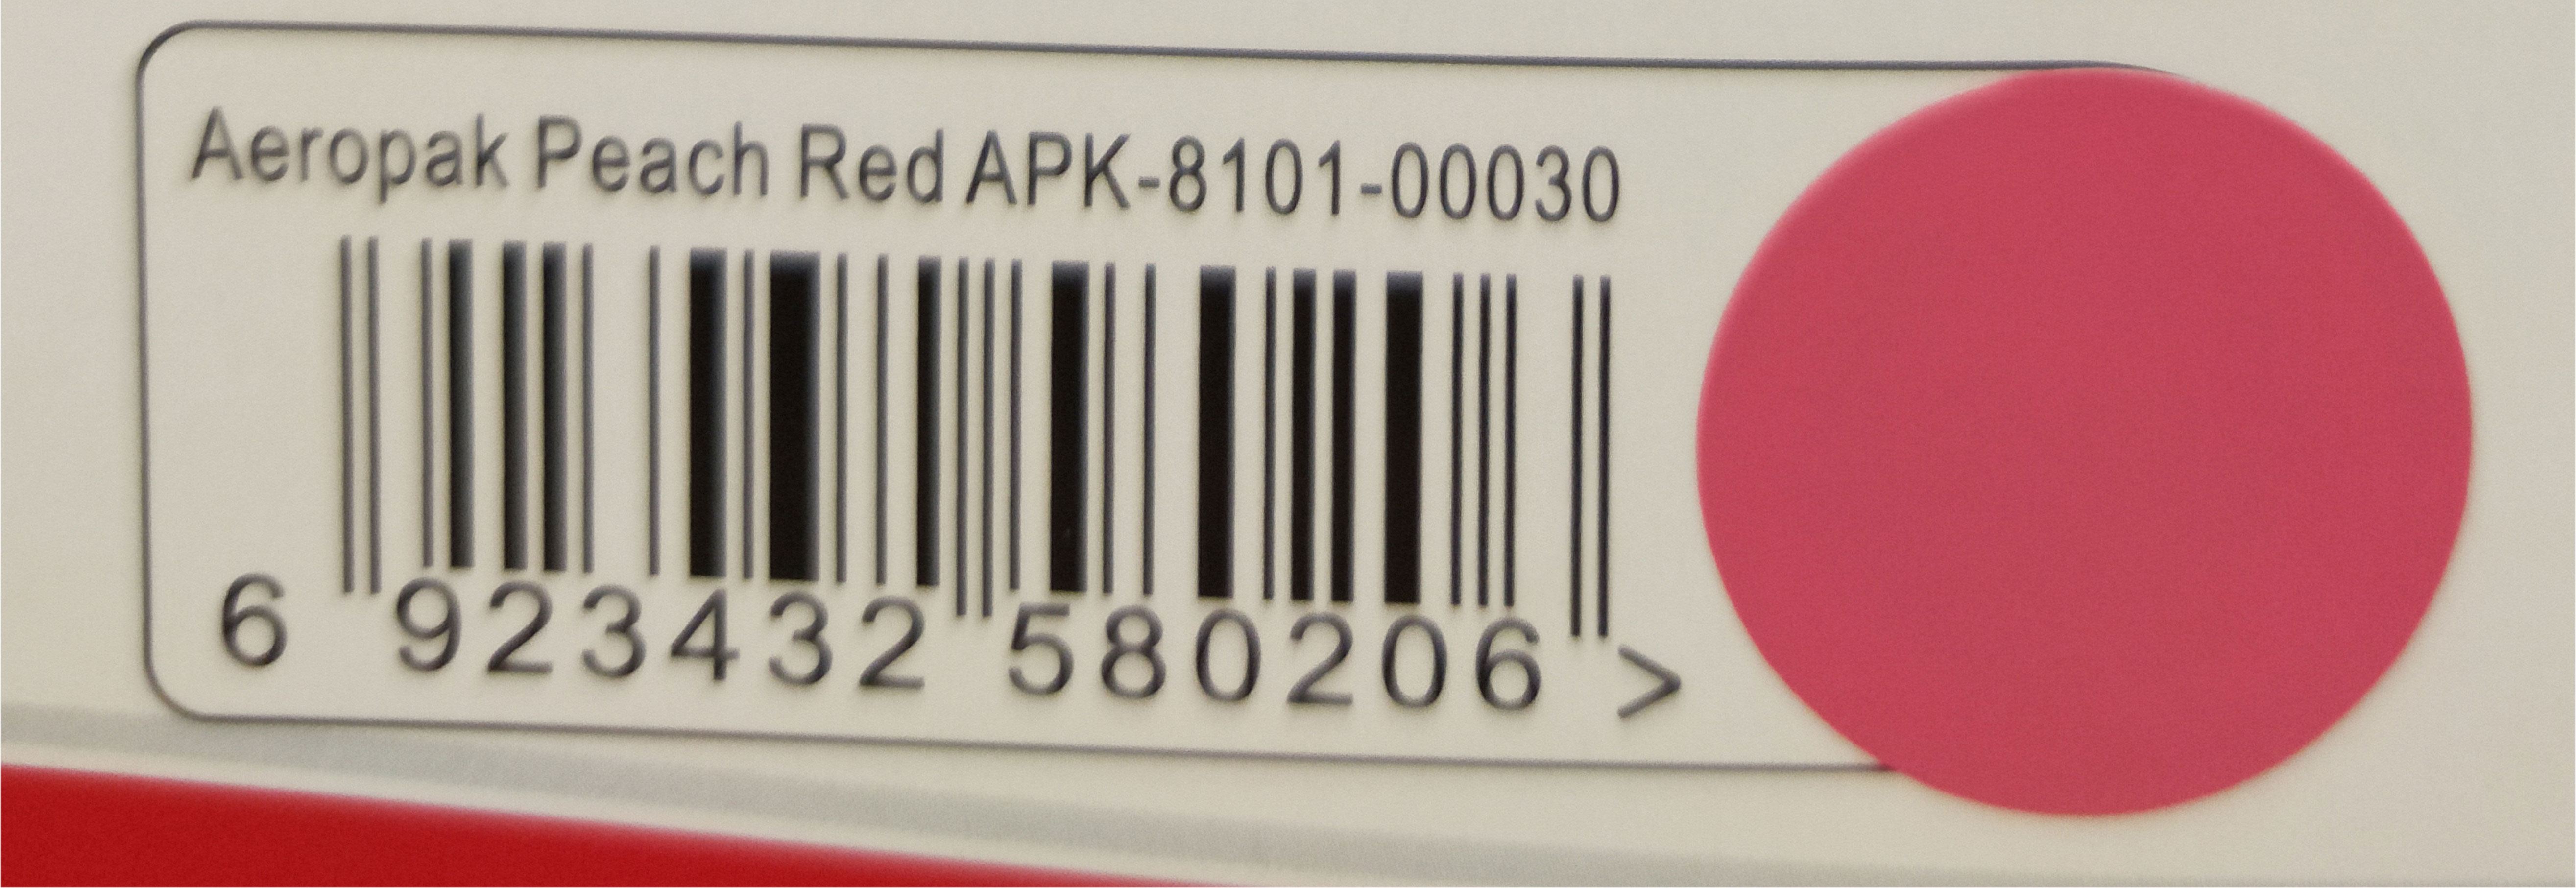 Aeropak Peach Red APK-8101-00030
6 923432 580206 >